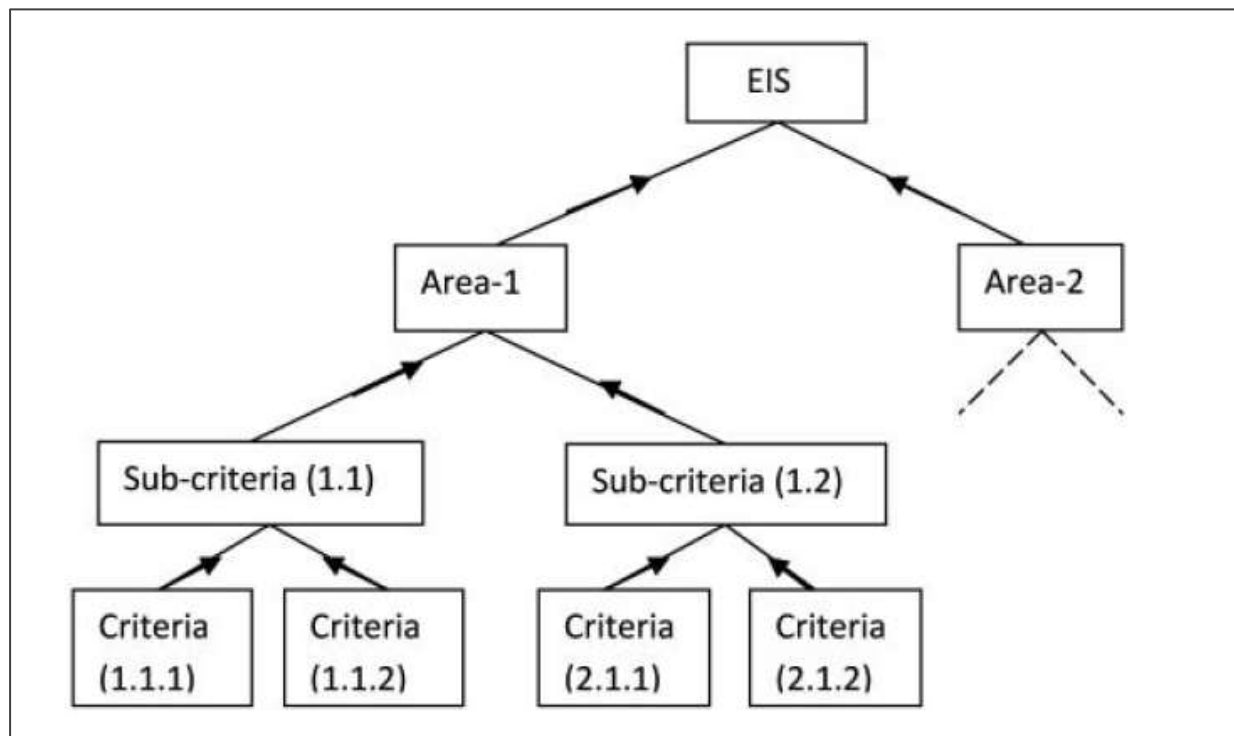 EIS
Area-1
Area-2
Sub-criteria (1.1)
Sub-criteria (1.2)
Criteria
(1.1.1)
Criteria
(1.1.2)
Criteria
(2.1.1)
Criteria
(2.1.2)